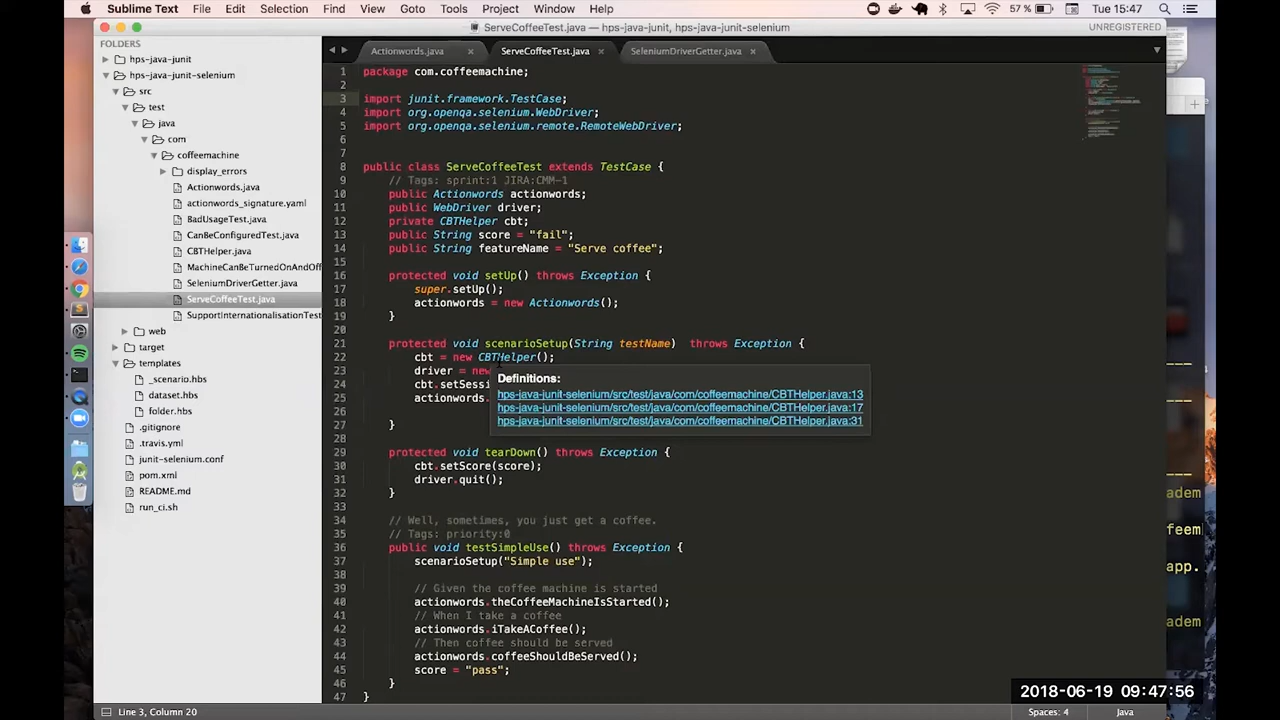 Sublime Text File Edit Selection Find View Goto Tools Project Window Help 57 % Tue 15:47
ServeCoffeeTest.java — hps-java-junit, hps-java-junit-selenium UNREGISTERED
FOLDERS
hps-java-junit
hps-java-junit-selenium
src
test
java
com
coffeemachine
display_errors
Actionwords.java
actionwords_signature.yaml
BadUsageTest.java
CanBeConfiguredTest.java
CBTHelper.java
MachineCanBeTurnedOnAndOff
SeleniumDriverGetter.java
ServeCoffeeTest.java
SupportInternationalisationTest
web
target
templates
_scenario.hbs
dataset.hbs
folder.hbs
.gitignore
.travis.yml
junit-selenium.conf
pom.xml
README.md
run_ci.sh
Actionwords.java × ServeCoffeeTest.java × SeleniumDriverGetter.java ×
1 package com.coffeemachine;
2
3 import junit.framework.TestCase;
4 import org.openqa.selenium.WebDriver;
5 import org.openqa.selenium.remote.RemoteWebDriver;
6
7
8 public class ServeCoffeeTest extends TestCase {
9 // Tags: sprint:1 JIRA:CMM-1
10 public Actionwords actionwords;
11 public WebDriver driver;
12 private CBTHelper cbt;
13 public String score = "fail";
14 public String featureName = "Serve coffee";
15
16 protected void setUp() throws Exception {
17 super.setUp();
18 actionwords = new Actionwords();
19 }
20
21 protected void scenarioSetup(String testName) throws Exception {
22 cbt = new CBTHelper();
23 driver = new
24 cbt.setSessi
25 actionwords.
26
27 }
28
29 protected void tearDown() throws Exception {
30 cbt.setScore(score);
31 driver.quit();
32 }
33
34 // Well, sometimes, you just get a coffee.
35 // Tags: priority:0
36 public void testSimpleUse() throws Exception {
37 scenarioSetup("Simple use");
38
39 // Given the coffee machine is started
40 actionwords.theCoffeeMachineIsStarted();
41 // When I take a coffee
42 actionwords.iTakeACoffee();
43 // Then coffee should be served
44 actionwords.coffeeShouldBeServed();
45 score = "pass";
46 }
47 }
Definitions:
hps-java-junit-selenium/src/test/java/com/coffeemachine/CBTHelper.java:13
hps-java-junit-selenium/src/test/java/com/coffeemachine/CBTHelper.java:17
hps-java-junit-selenium/src/test/java/com/coffeemachine/CBTHelper.java:31
adem
feeml
app.
adem
2018-06-19 09:47:56
Line 3, Column 20 Spaces: 4 Java